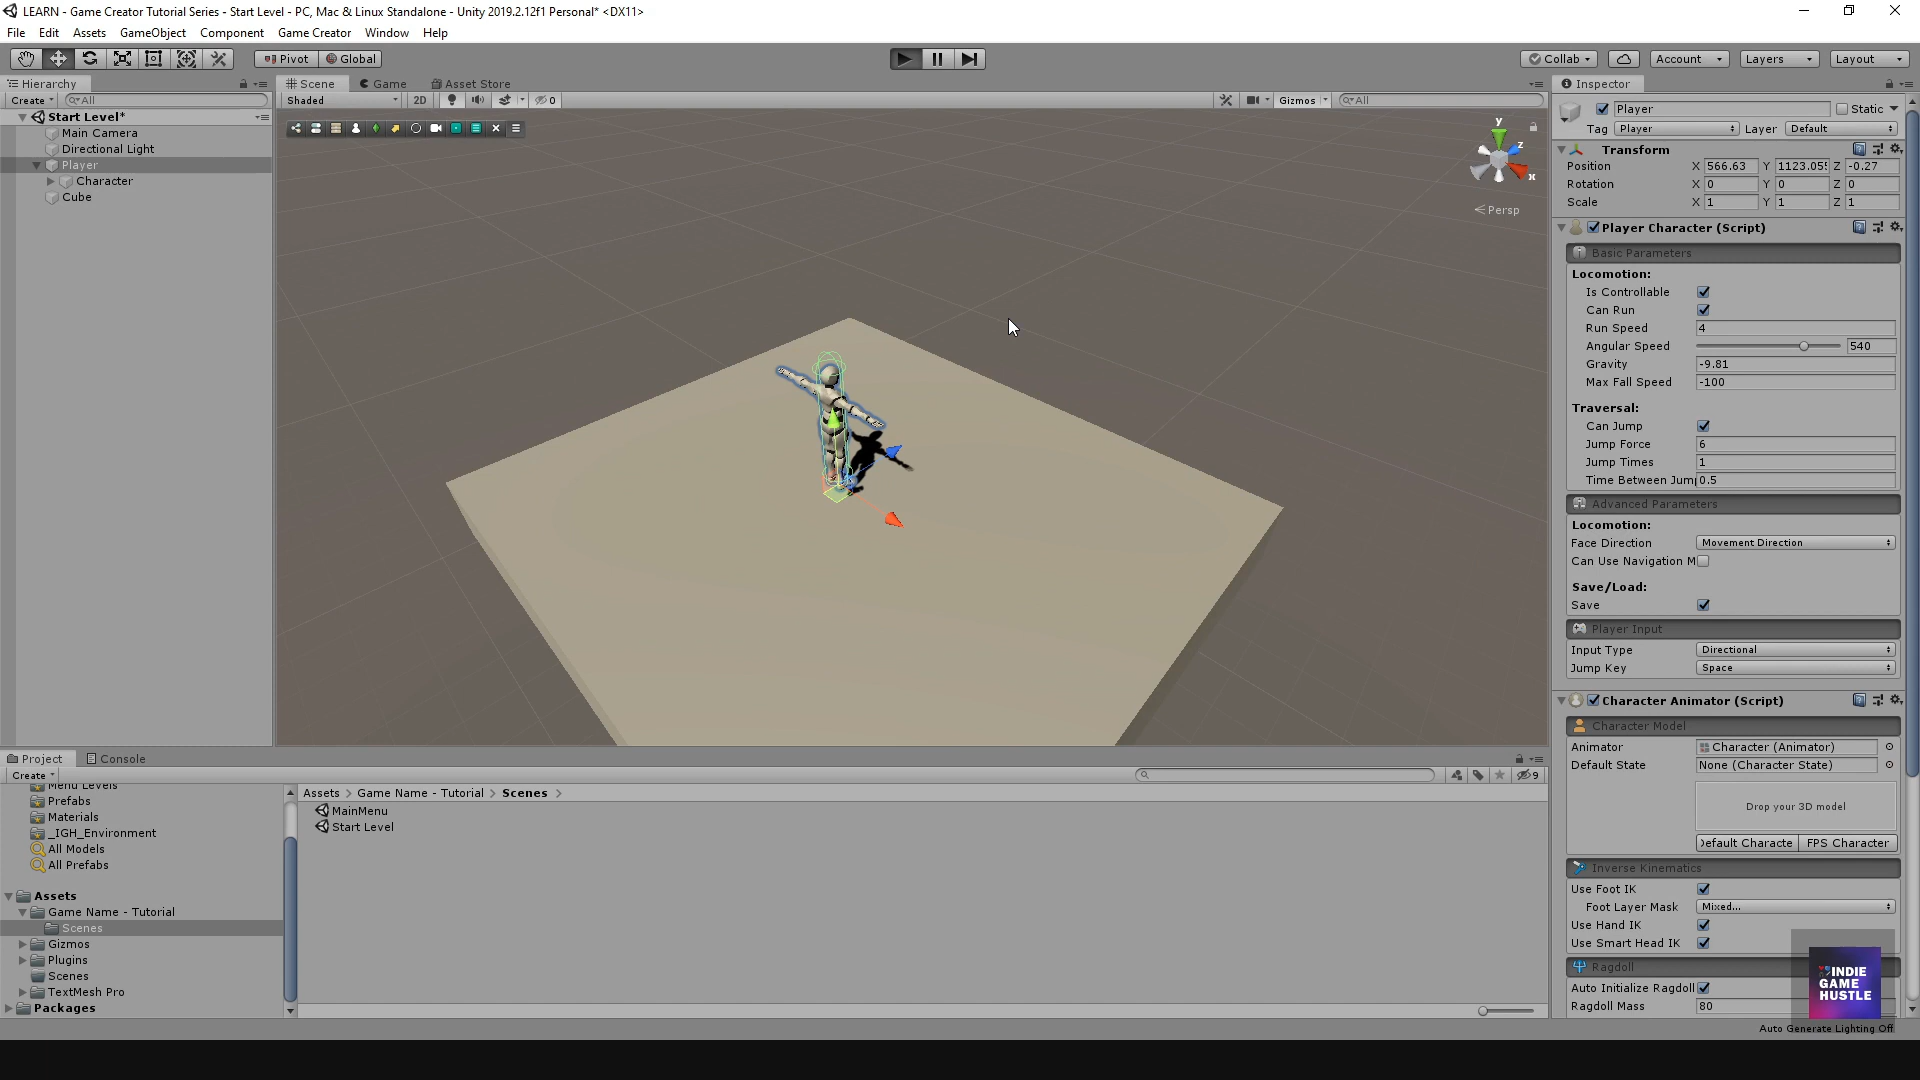 LEARN - Game Creator Tutorial Series - Start Level - PC, Mac & Linux Standalone - Unity 2019.2.12f1 Personal* <DX11>
File Edit Assets GameObject Component Game Creator Window Help
Pivot Global Collab Account Layers Layout
Hierarchy
Create All
Start Level*
Main Camera
Directional Light
Player
Character
Cube
Scene Game Asset Store
Shaded 2D 0 Gizmos All
y
z
x
Persp
Inspector
Player Static
Tag Player Layer Default
Transform
Position X 566.63 Y 1123.05 Z -0.27
Rotation X 0 Y 0 Z 0
Scale X 1 Y 1 Z 1
Player Character (Script)
Basic Parameters
Locomotion:
Is Controllable
Can Run
Run Speed 4
Angular Speed 540
Gravity -9.81
Max Fall Speed -100
Traversal:
Can Jump
Jump Force 6
Jump Times 1
Time Between Jum 0.5
Advanced Parameters
Locomotion:
Face Direction Movement Direction
Can Use Navigation M
Save/Load:
Save
Player Input
Input Type Directional
Jump Key Space
Character Animator (Script)
Character Model
Animator Character (Animator)
Default State None (Character State)
Drop your 3D model
Default Characte FPS Character
Inverse Kinematics
Use Foot IK
Foot Layer Mask Mixed...
Use Hand IK
Use Smart Head IK
Ragdoll
Auto Initialize Ragdoll
Ragdoll Mass 80
INDIE
GAME
HUSTLE
Auto Generate Lighting Off
Project Console
Create 9
Menu Levels
Prefabs
Materials
_IGH_Environment
All Models
All Prefabs
Assets
Game Name - Tutorial
Scenes
Gizmos
Plugins
Scenes
TextMesh Pro
Packages
Assets > Game Name - Tutorial > Scenes >
MainMenu
Start Level